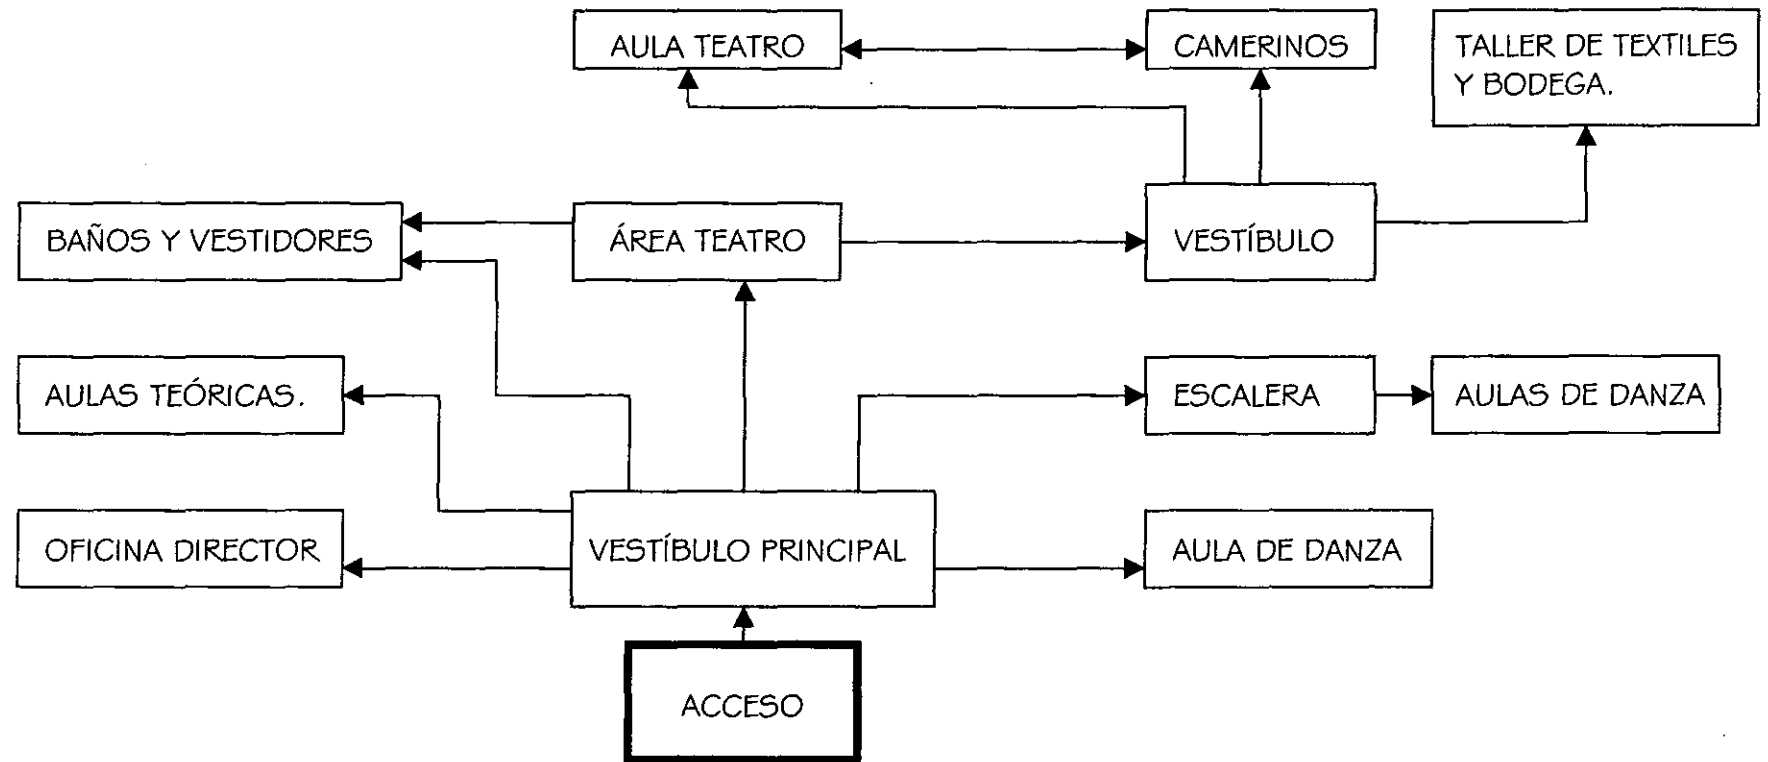 AULA TEATRO
CAMERINOS
TALLER DE TEXTILES
Y BODEGA.
BAÑOS Y VESTIDORES
ÁREA TEATRO
VESTÍBULO
AULAS TEÓRICAS.
ESCALERA
AULAS DE DANZA
OFICINA DIRECTOR
VESTÍBULO PRINCIPAL
AULA DE DANZA
ACCESO